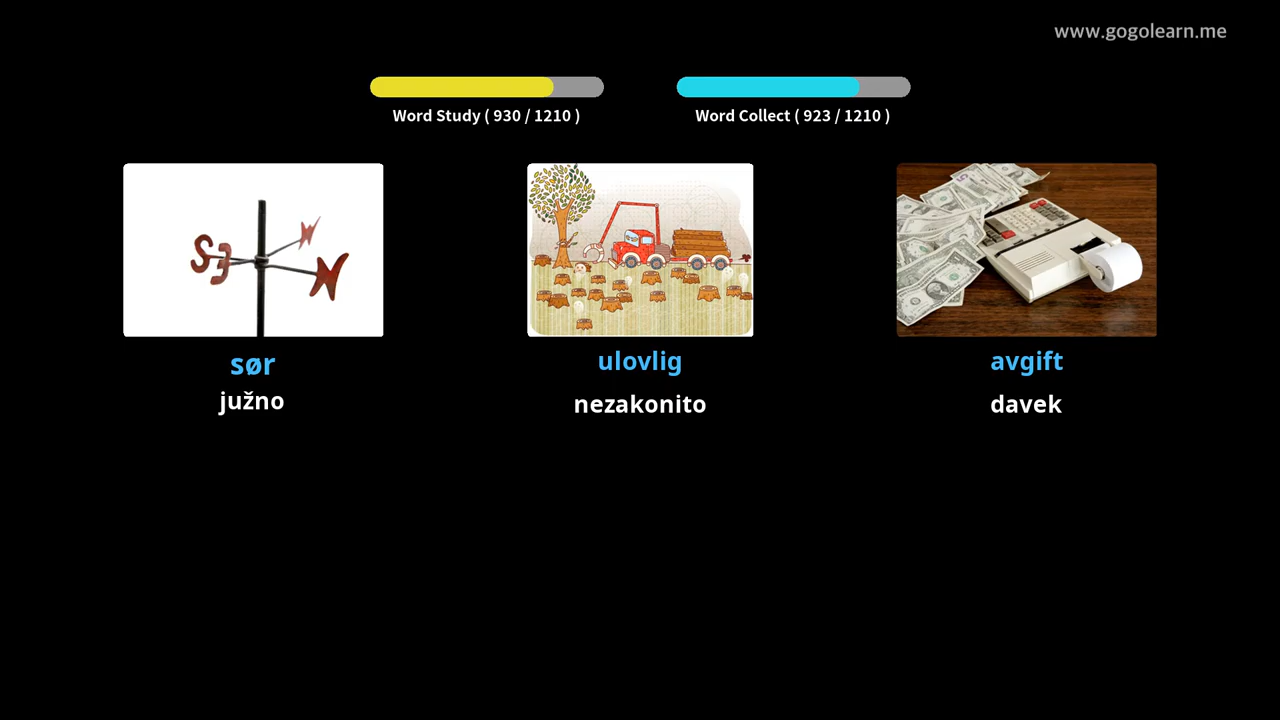 www.gogolearn.me
Word Study ( 930 / 1210 )
Word Collect ( 923 / 1210 )
sør
južno
ulovlig
nezakonito
avgift
davek